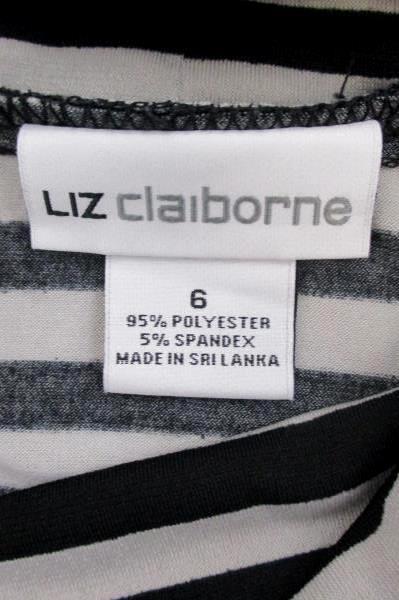 LIZ claiborne
6
95% POLYESTER
5% SPANDEX
MADE IN SRI LANKA